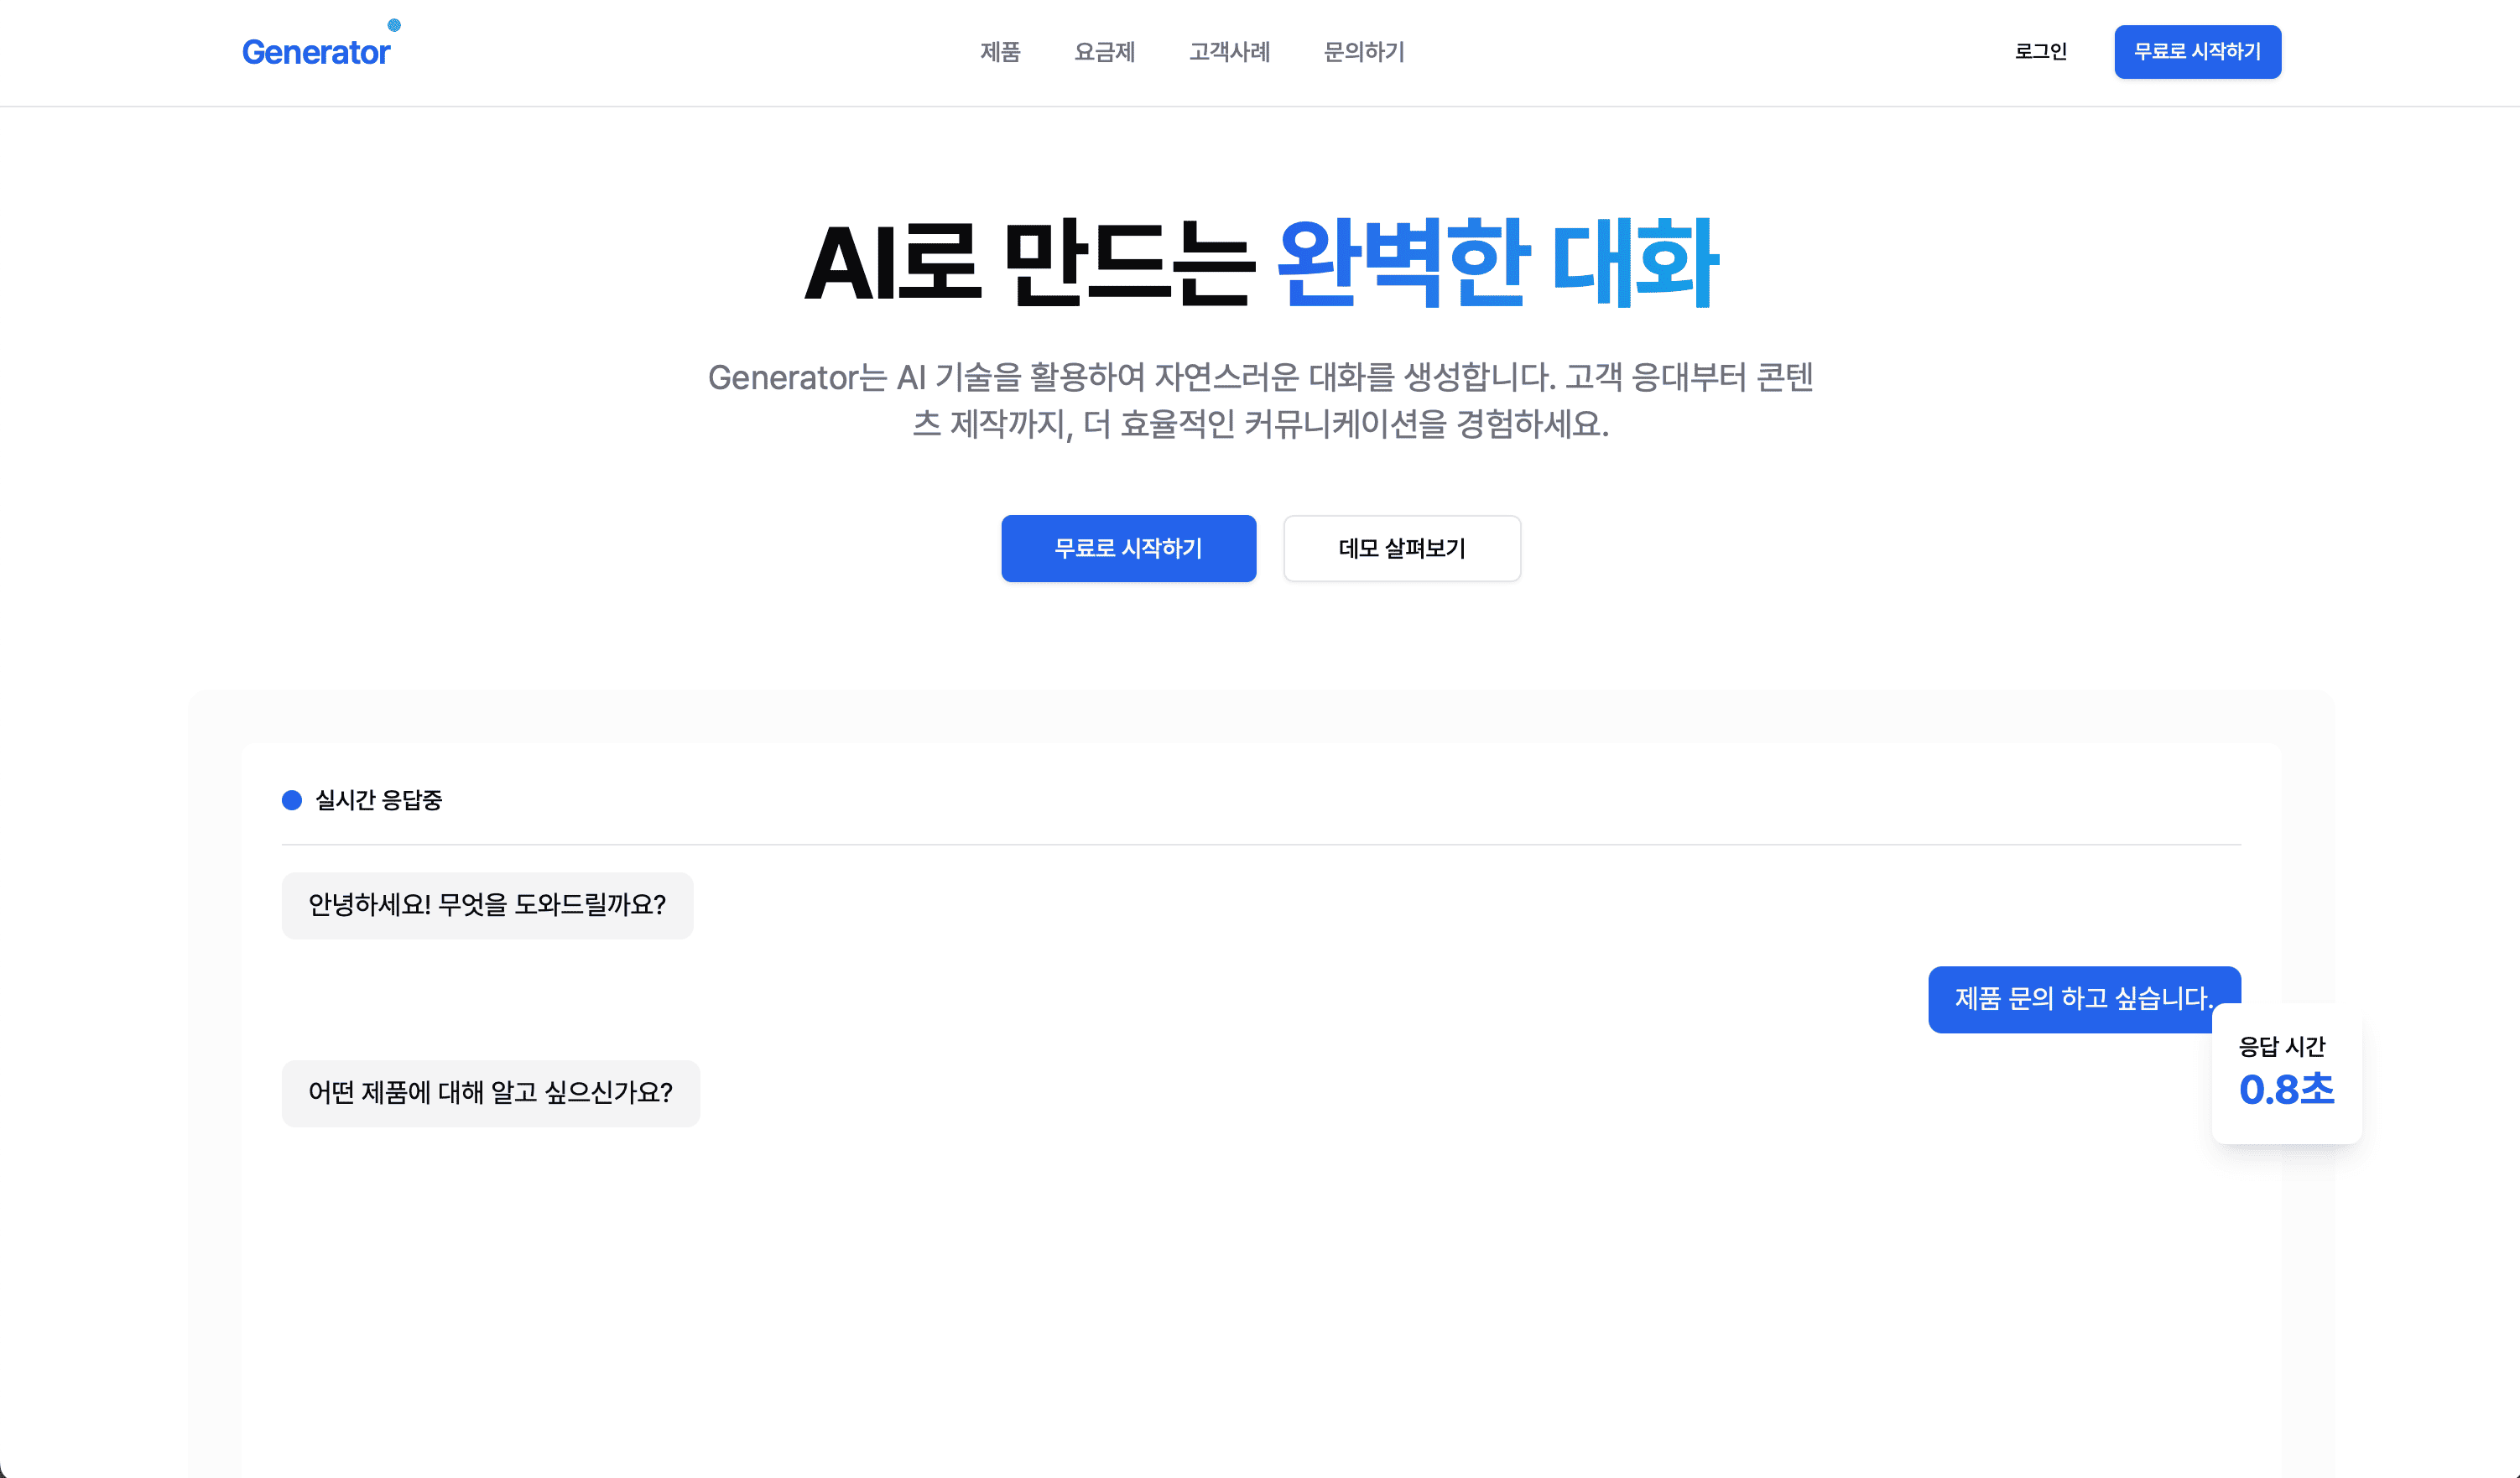 Generator
제품 요금제 고객사례 문의하기
로그인 무료로 시작하기
AI로 만드는 완벽한 대화
Generator는 AI 기술을 활용하여 자연스러운 대화를 생성합니다. 고객 응대부터 콘텐
츠 제작까지, 더 효율적인 커뮤니케이션을 경험하세요.
무료로 시작하기 데모 살펴보기
실시간 응답중
안녕하세요! 무엇을 도와드릴까요?
제품 문의 하고 싶습니다.
응답 시간
0.8초
어떤 제품에 대해 알고 싶으신가요?